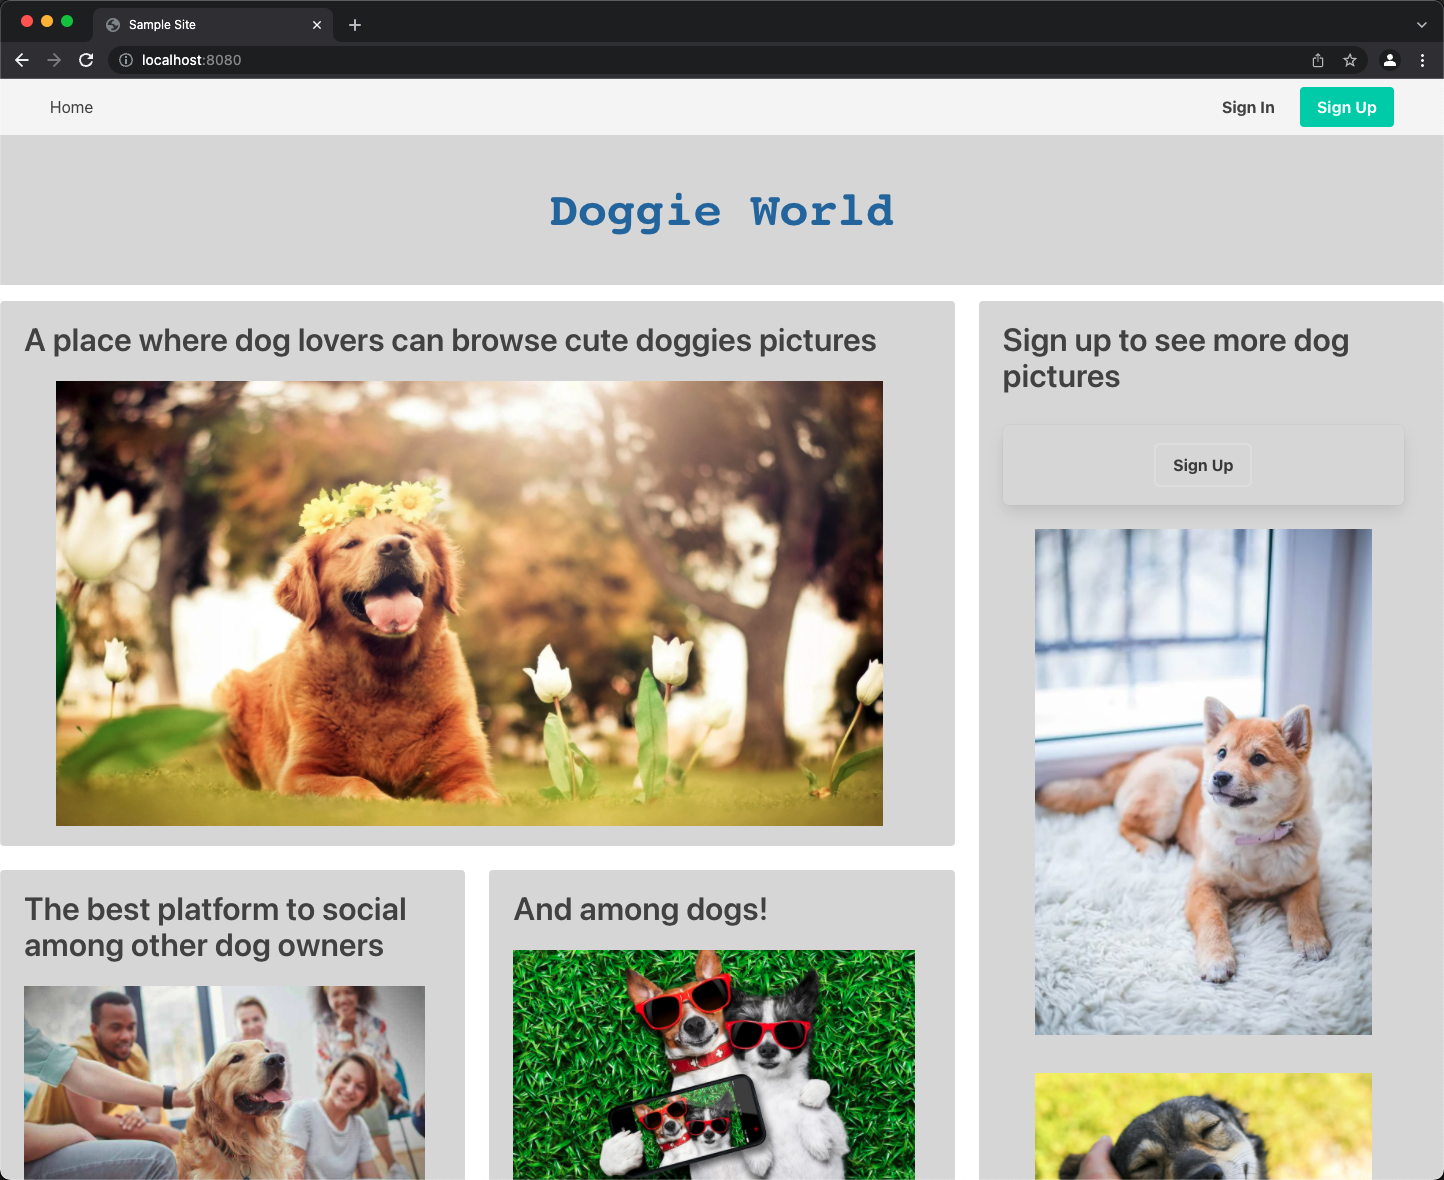 Sample Site
localhost:8080
Home
Sign In
Sign Up
Doggie World
A place where dog lovers can browse cute doggies pictures
Sign up to see more dog
pictures
Sign Up
The best platform to social
among other dog owners
And among dogs!